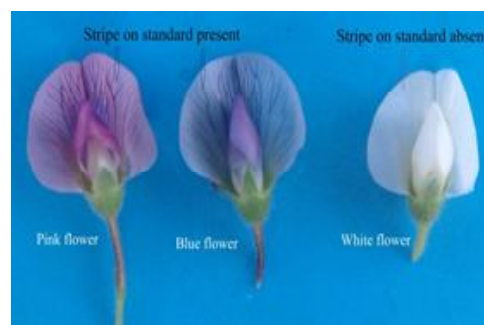 Stripe on standard present
Stripe on standard absen
Pink flower
Blue flower
White flower